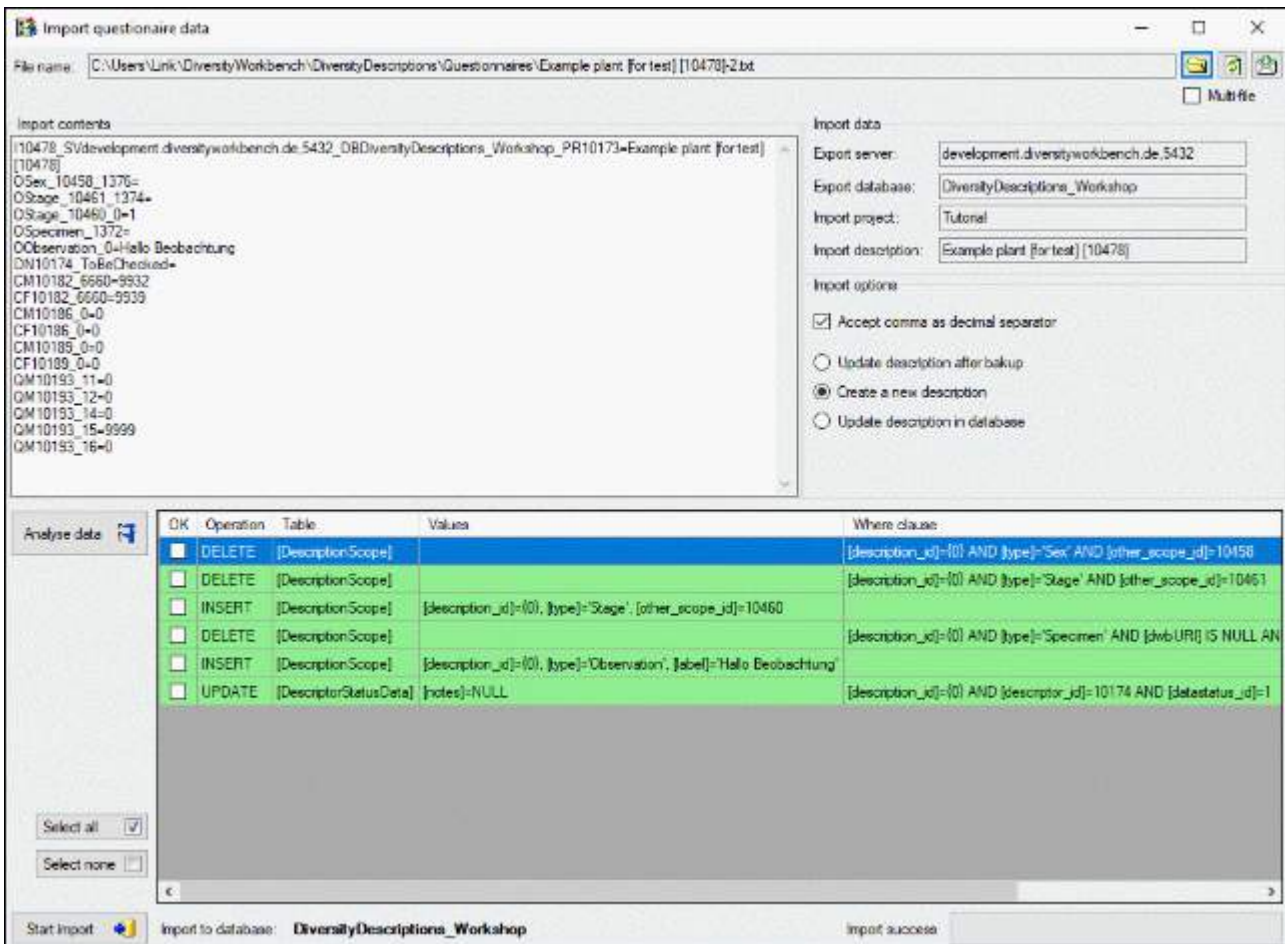 Import questionaire data
File name: C:\Users\Link\DiversityWorkbench\DiversityDescriptions\Questionnaires\Example plant [for test] [10478]-2.txt
Multi-file
Import contents
I10478_SVdevelopment.diversityworkbench.de,5432_DBDiversityDescriptions_Workshop_PR10173=Example plant [for test]
[10478]
OSex_10458_1376=
OStage_10461_1374=
OStage_10460_0=1
OSpecimen_1372=
OObservation_0=Hallo Beobachtung
DN10174_ToBeChecked=
CM10182_6660=9932
CF10182_6660=9939
CM10186_0=0
CF10186_0=0
CM10189_0=0
CF10189_0=0
QM10193_11=0
QM10193_12=0
QM10193_14=0
QM10193_15=9999
QM10193_16=0
Import data
Export server: development.diversityworkbench.de,5432
Export database: DiversityDescriptions_Workshop
Import project: Tutorial
Import description: Example plant [for test] [10478]
Import options
Accept comma as decimal separator
Update description after bakup
Create a new description
Update description in database
Analyse data
OK Operation Table Values Where clause
DELETE [DescriptionScope] [description_id]={0} AND [type]='Sex' AND [other_scope_id]=10458
DELETE [DescriptionScope] [description_id]={0} AND [type]='Stage' AND [other_scope_id]=10461
INSERT [DescriptionScope] [description_id]={0}, [type]='Stage', [other_scope_id]=10460
DELETE [DescriptionScope] [description_id]={0} AND [type]='Specimen' AND [dwbURI] IS NULL AN
INSERT [DescriptionScope] [description_id]={0}, [type]='Observation', [label]='Hallo Beobachtung'
UPDATE [DescriptorStatusData] [notes]=NULL [description_id]={0} AND [descriptor_id]=10174 AND [datastatus_id]=1
Select all
Select none
Start import Import to database: DiversityDescriptions_Workshop Import success